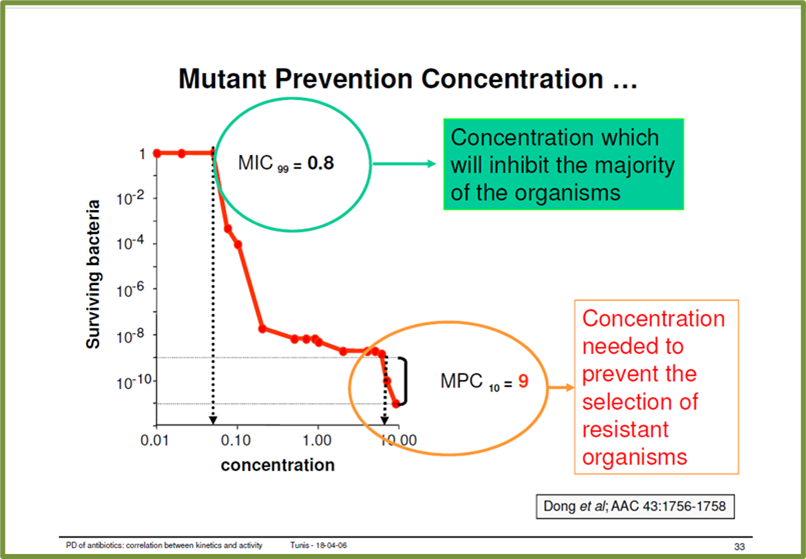 Mutant Prevention Concentration …
MIC 99 = 0.8
Concentration which
will inhibit the majority
of the organisms
Surviving bacteria
1
10-2
10-4
10-6
10-8
10-10
0.01
0.10
1.00
10.00
concentration
MPC 10 = 9
Concentration
needed to
prevent the
selection of
resistant
organisms
Dong et al; AAC 43:1756-1758
PD of antibiotics: correlation between kinetics and activity
Tunis - 18-04-06
33